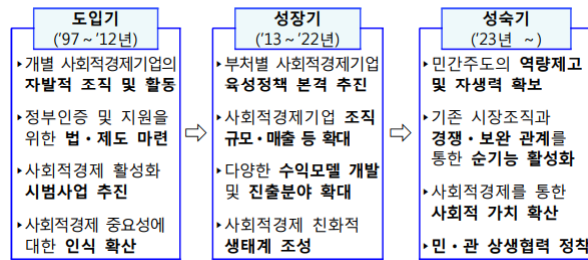 도입기
('97～'12년)
‣개별 사회적경제기업의
자발적 조직 및 활동
‣정부인증 및 지원을
위한 법・제도 마련
‣사회적경제 활성화
시범사업 추진
‣사회적경제 중요성에
대한 인식 확산
성장기
('13～'22년)
‣부처별 사회적경제기업
육성정책 본격 추진
‣사회적경제기업 조직
규모・매출 등 확대
‣다양한 수익모델 개발
및 진출분야 확대
‣사회적경제 친화적
생태계 조성
성숙기
('23년 ～)
‣민간주도의 역량제고
및 자생력 확보
‣기존 시장조직과
경쟁・보완 관계를
통한 순기능 활성화
‣사회적경제를 통한
사회적 가치 확산
‣민・관 상생협력 정착